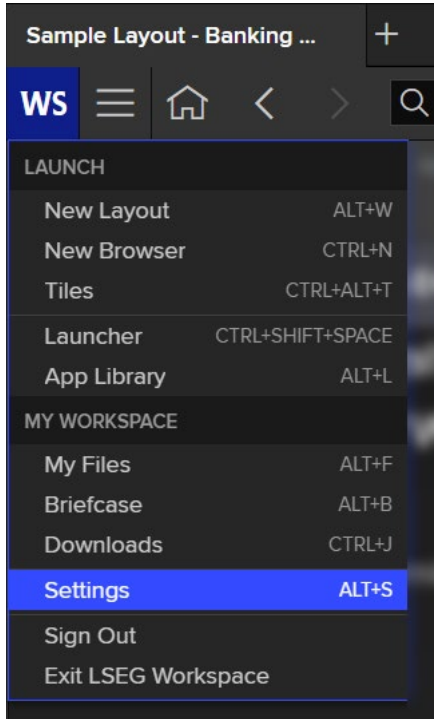 Sample Layout - Banking ...
WS
LAUNCH
New Layout ALT+W
New Browser CTRL+N
Tiles CTRL+ALT+T
Launcher CTRL+SHIFT+SPACE
App Library ALT+L
MY WORKSPACE
My Files ALT+F
Briefcase ALT+B
Downloads CTRL+J
Settings ALT+S
Sign Out
Exit LSEG Workspace